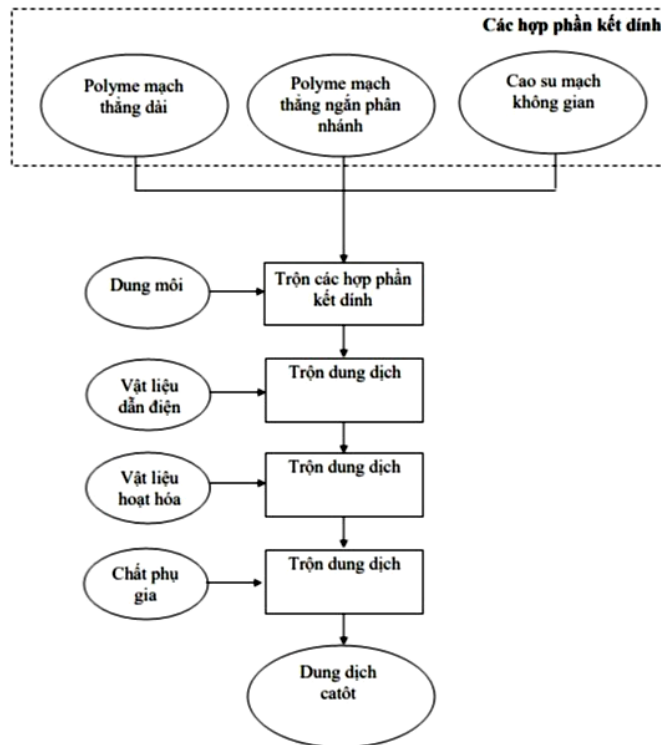 Các hợp phần kết dính
Polyme mạch
thẳng dài
Polyme mạch
thẳng ngắn phân
nhánh
Cao su mạch
không gian
Dung môi
Trộn các hợp phần
kết dính
Vật liệu
dẫn điện
Trộn dung dịch
Vật liệu
hoạt hóa
Trộn dung dịch
Chất phụ
gia
Trộn dung dịch
Dung dịch
catôt